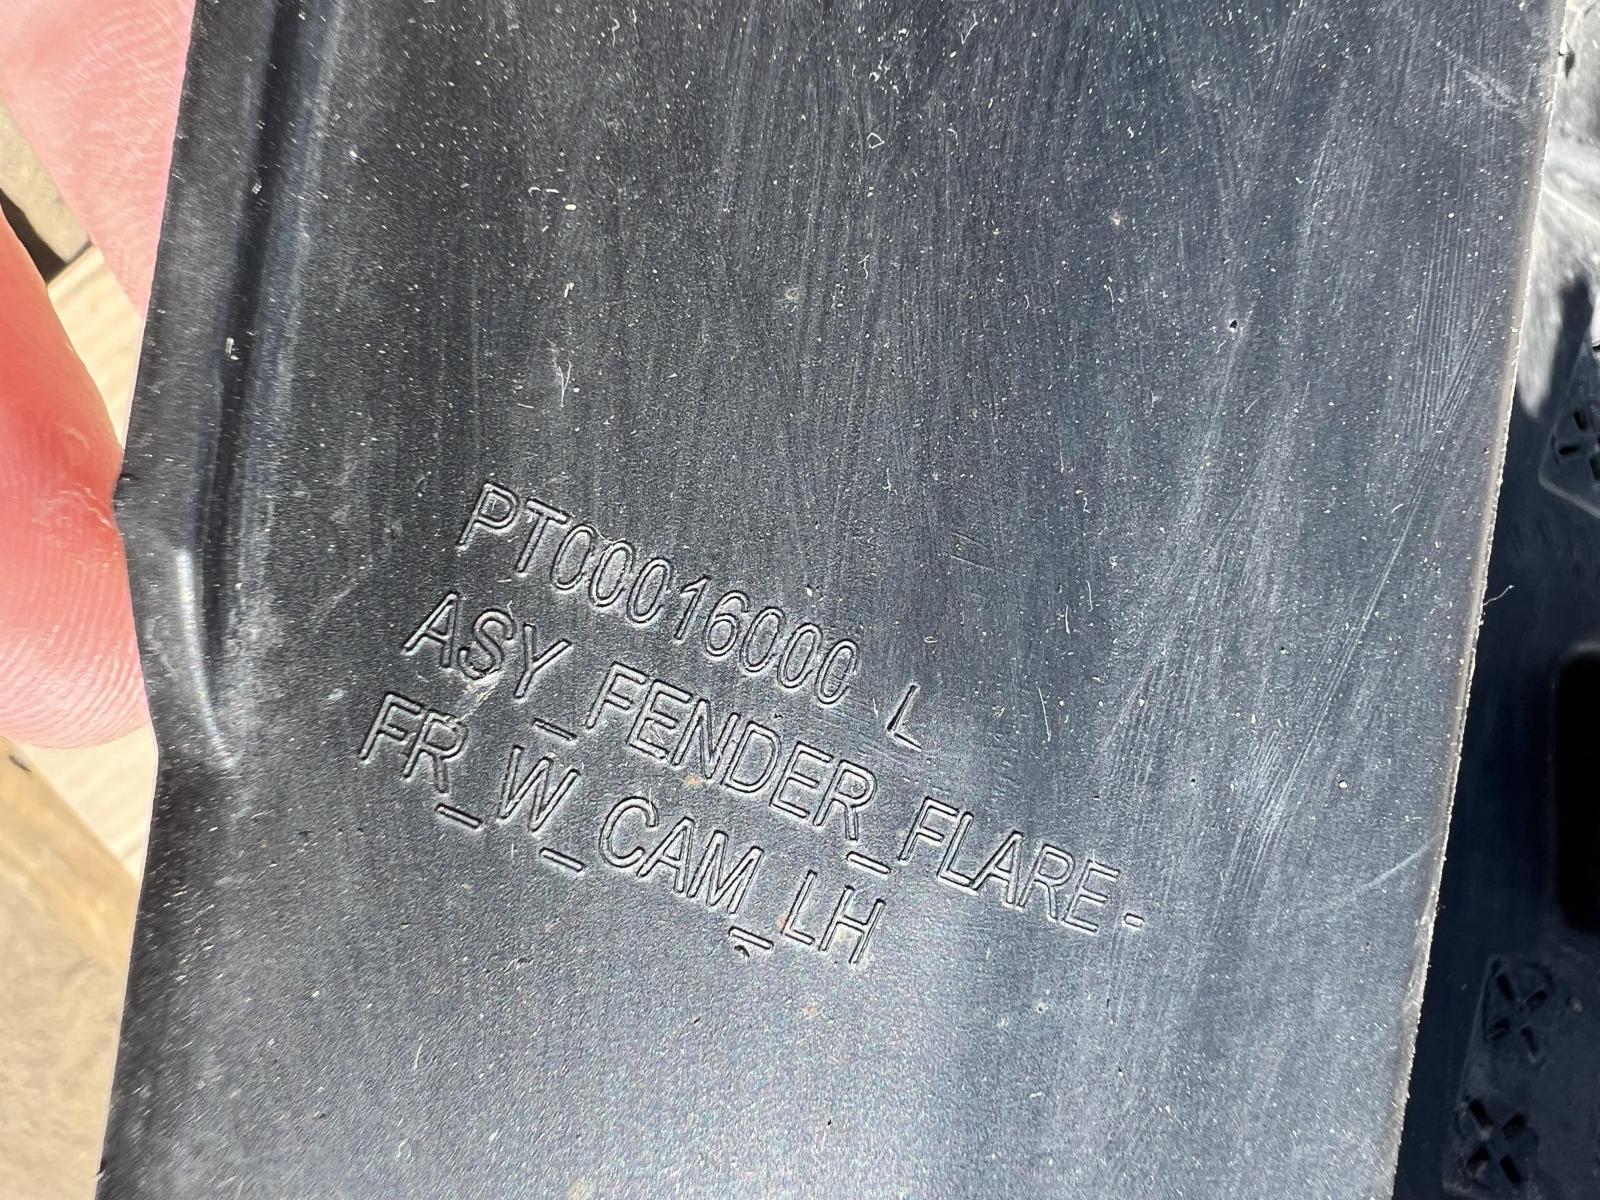 PT00016000 L
ASY_FENDER_FLARE-
FR_W_CAM_LH